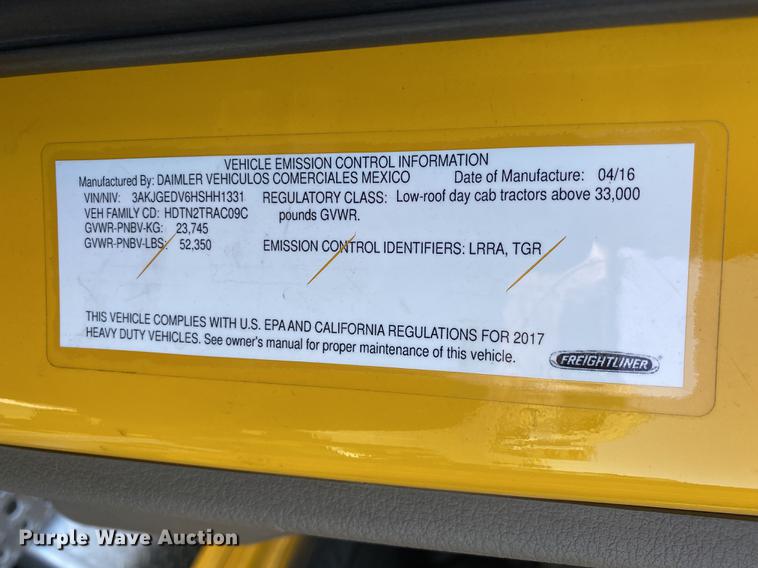 VEHICLE EMISSION CONTROL INFORMATION
Manufactured By: DAIMLER VEHICULOS COMERCIALES MEXICO Date of Manufacture: 04/16
VIN/NIV: 3AKJGEDV6HSHH1331 REGULATORY CLASS: Low-roof day cab tractors above 33,000
VEH FAMILY CD: HDTN2TRAC09C pounds GVWR.
GVWR-PNBV-KG: 23,745
GVWR-PNBV-LBS: 52,350 EMISSION CONTROL IDENTIFIERS: LRRA, TGR
THIS VEHICLE COMPLIES WITH U.S. EPA AND CALIFORNIA REGULATIONS FOR 2017
HEAVY DUTY VEHICLES. See owner's manual for proper maintenance of this vehicle.
FREIGHTLINER
Purple Wave Auction